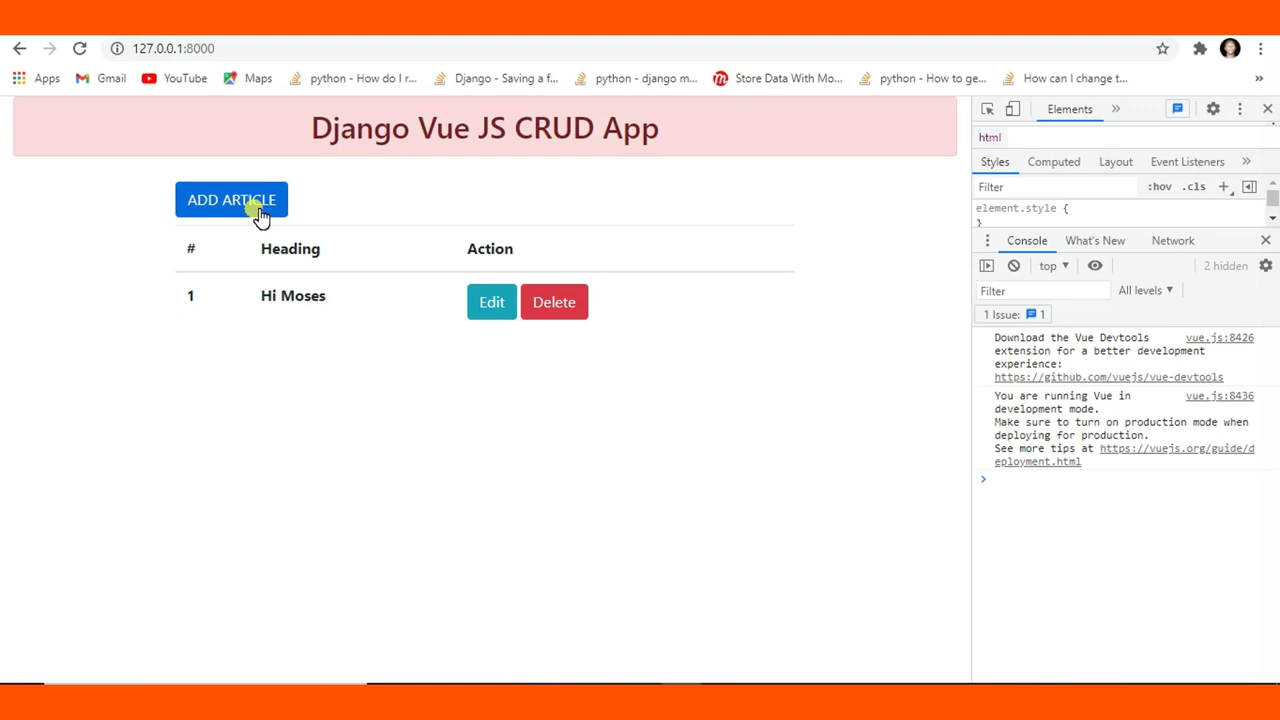 127.0.0.1:8000
Apps Gmail YouTube Maps python - How do I r... Django - Saving a f... python - django m... Store Data With Mo... python - How to ge... How can I change t... »
Django Vue JS CRUD App
ADD ARTICLE
# Heading Action
1 Hi Moses Edit Delete
Elements »
html
Styles Computed Layout Event Listeners »
Filter :hov .cls +
element.style {
}
Console What's New Network
top ▼ 2 hidden
Filter All levels ▼
1 Issue: 1
Download the Vue Devtools vue.js:8426
extension for a better development
experience:
https://github.com/vuejs/vue-devtools
You are running Vue in vue.js:8436
development mode.
Make sure to turn on production mode when
deploying for production.
See more tips at https://vuejs.org/guide/d
eployment.html
>